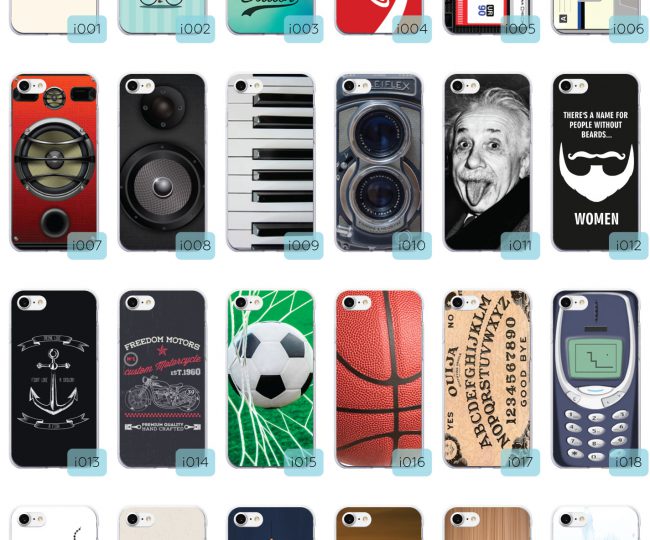 i001
i002
i003
i004
i005
i006
i007
i008
i009
i010
i011
THERE'S A NAME FOR
PEOPLE WITHOUT
BEARDS...
WOMEN
i012
i013
FREEDOM MOTORS
custom Motorcycle
EST.1960
PREMIUM QUALITY
HAND CRAFTED
i014
i015
i016
YES OUIJA NO
ABCDEFGHIJKLM
NOPQRSTUVWXYZ
1234567890
GOOD BYE
i017
i018